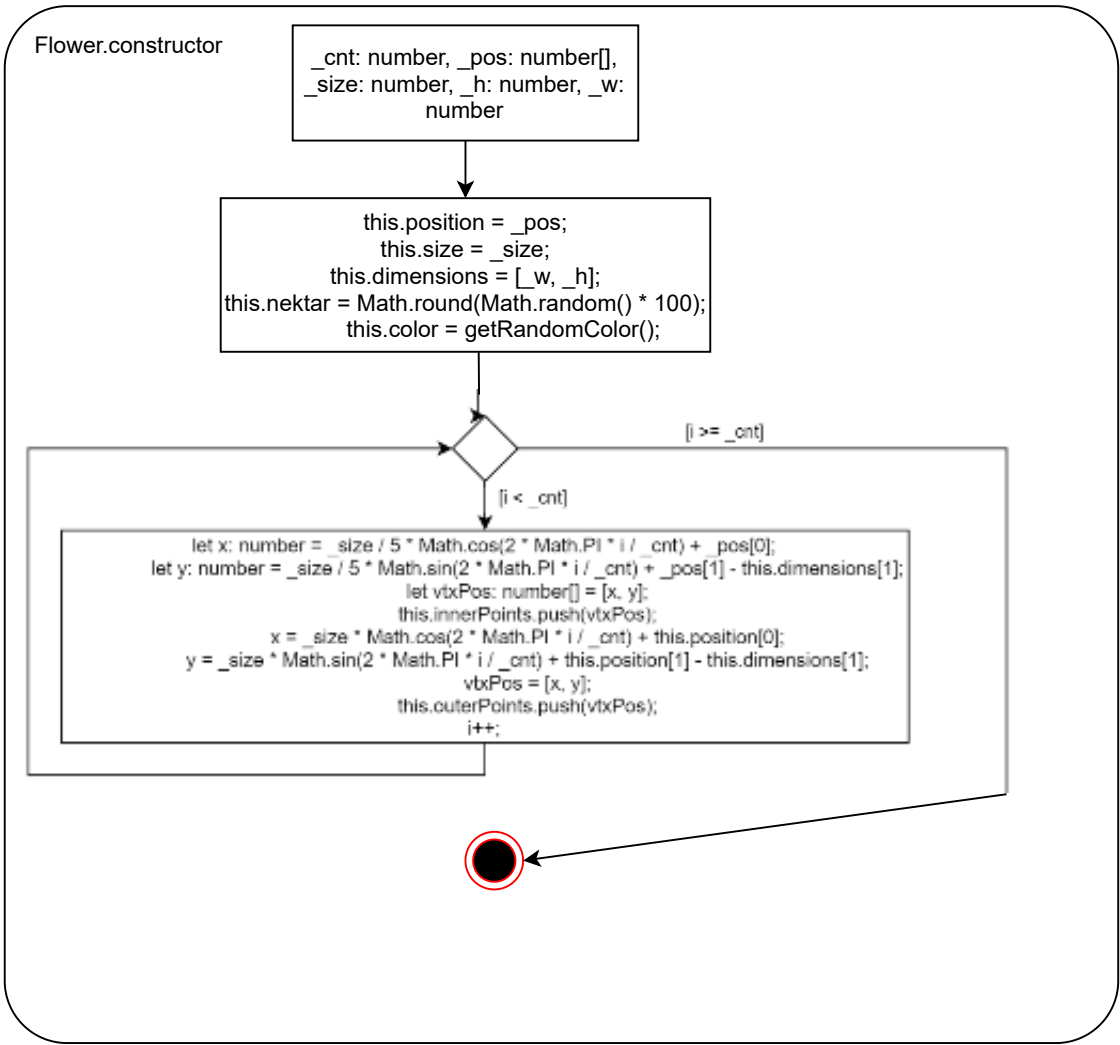 Flower.constructor
_cnt: number, _pos: number[],
_size: number, _h: number, _w:
number
this.position = _pos;
this.size = _size;
this.dimensions = [_w, _h];
this.nektar = Math.round(Math.random() * 100);
this.color = getRandomColor();
[i >= _cnt]
[i < _cnt]
let x: number = _size / 5 * Math.cos(2 * Math.PI * i / _cnt) + _pos[0];
let y: number = _size / 5 * Math.sin(2 * Math.PI * i / _cnt) + _pos[1] - this.dimensions[1];
let vtxPos: number[] = [x, y];
this.innerPoints.push(vtxPos);
x = _size * Math.cos(2 * Math.PI * i / _cnt) + this.position[0];
y = _size * Math.sin(2 * Math.PI * i / _cnt) + this.position[1] - this.dimensions[1];
vtxPos = [x, y];
this.outerPoints.push(vtxPos);
i++;